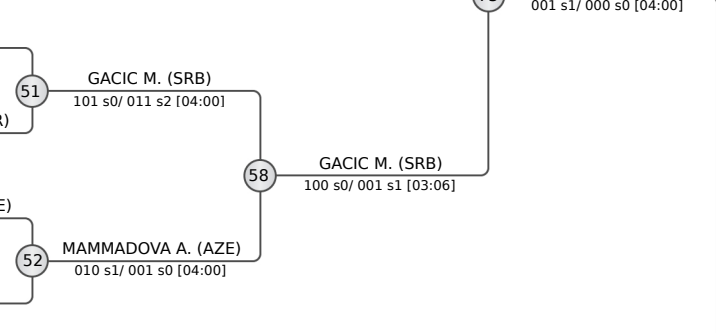 001 s1/ 000 s0 [04:00]
51
GACIC M. (SRB)
101 s0/ 011 s2 [04:00]
58
GACIC M. (SRB)
100 s0/ 001 s1 [03:06]
52
MAMMADOVA A. (AZE)
010 s1/ 001 s0 [04:00]